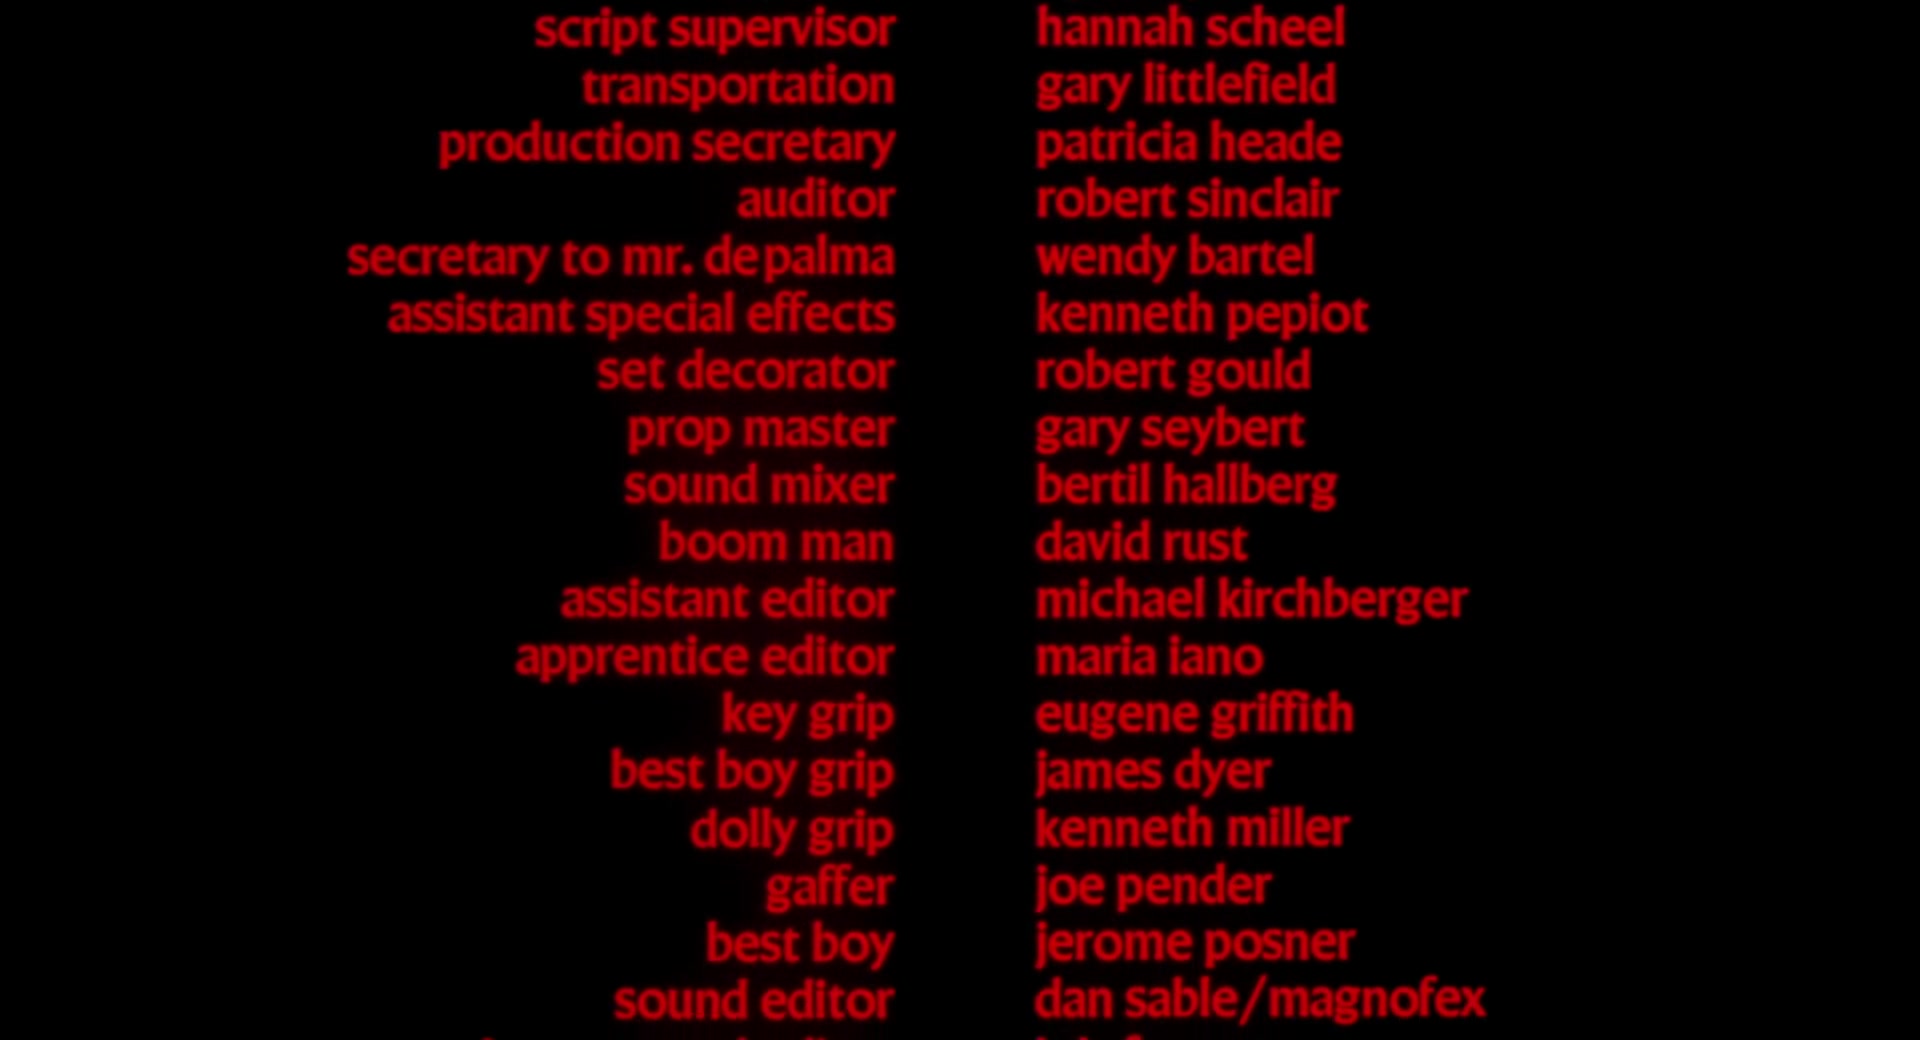 script supervisor hannah scheel
transportation gary littlefield
production secretary patricia heade
auditor robert sinclair
secretary to mr. depalma wendy bartel
assistant special effects kenneth pepiot
set decorator robert gould
prop master gary seybert
sound mixer bertil hallberg
boom man david rust
assistant editor michael kirchberger
apprentice editor maria iano
key grip eugene griffith
best boy grip james dyer
dolly grip kenneth miller
gaffer joe pender
best boy jerome posner
sound editor dan sable/magnofex